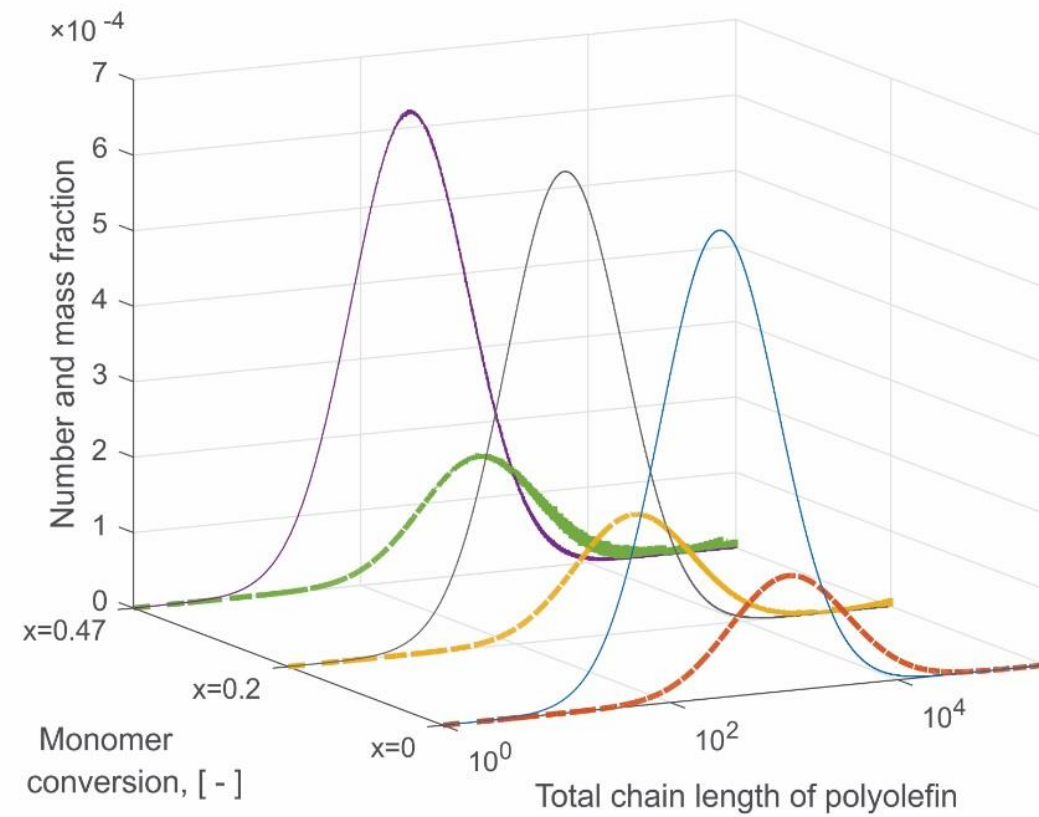 ×10 -4
7
6
5
4
3
2
1
0
Number and mass fraction
x=0.47
x=0.2
x=0
Monomer
conversion, [ - ]
10^0
10^2
10^4
Total chain length of polyolefin